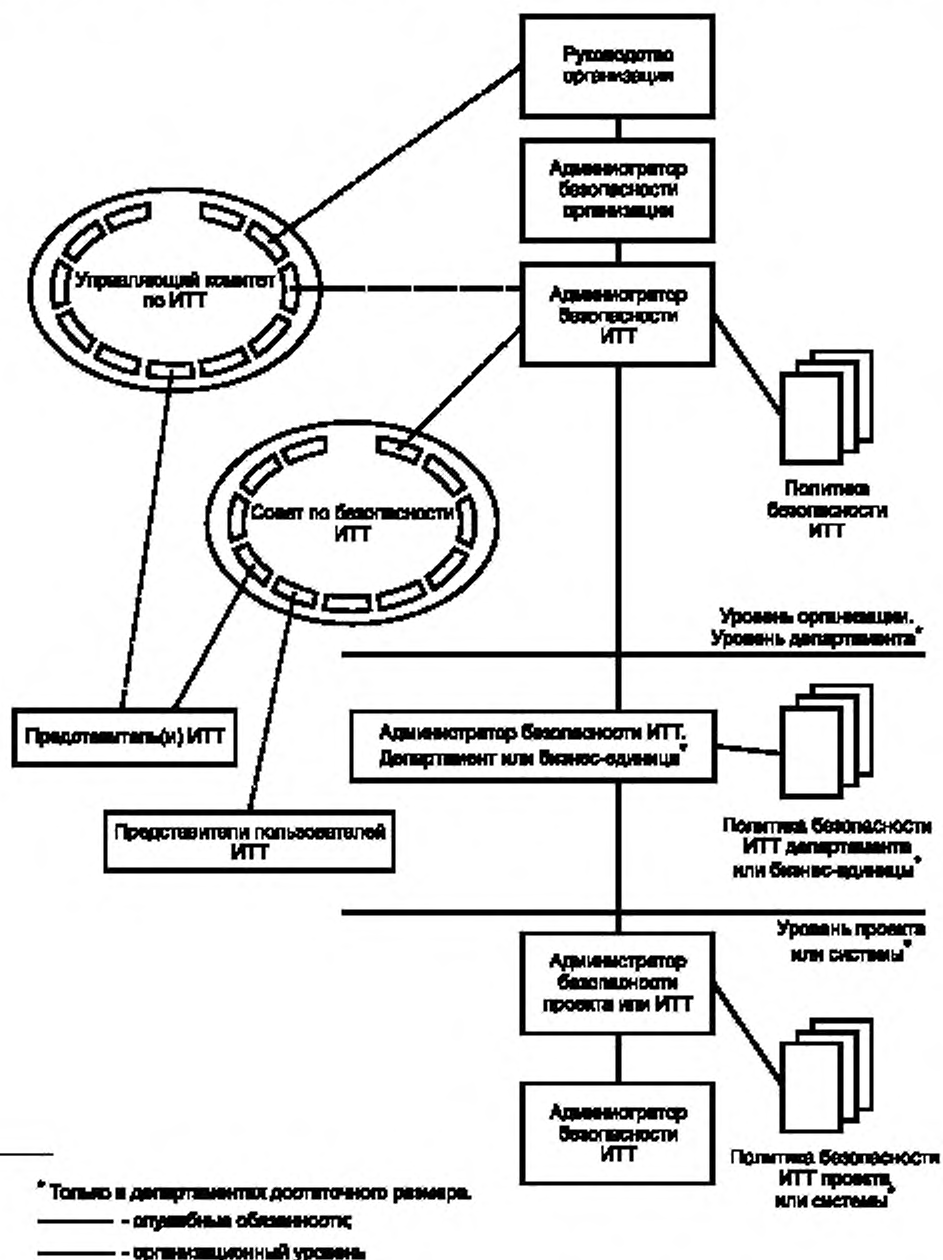 Руководство
организации
Администратор
безопасности
организации
Управляющий комитет
по ИТТ
Администратор
безопасности
ИТТ
Политика
безопасности
ИТТ
Совет по безопасности
ИТТ
Уровень организации.
Уровень департамента*
Представитель(и) ИТТ
Администратор безопасности ИТТ.
Департамент или бизнес-единица*
Представители пользователей
ИТТ
Политика безопасности
ИТТ департамента
или бизнес-единицы*
Уровень проекта
или системы*
Администратор
безопасности
проекта или ИТТ
Администратор
безопасности
ИТТ
Политика безопасности
ИТТ проекта
или системы*
* Только в департаментах достаточного размера.
- служебные обязанности;
- организационный уровень